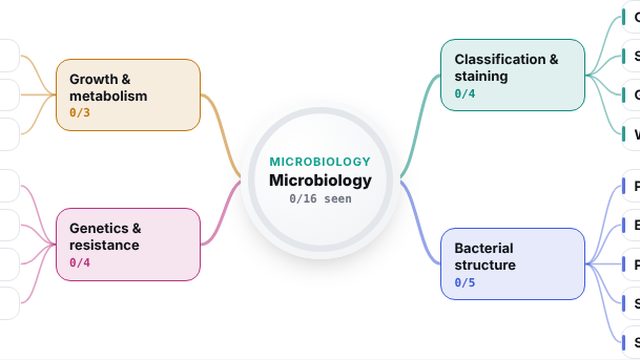 Growth &
metabolism
0/3
Genetics &
resistance
0/4
MICROBIOLOGY
Microbiology
0/16 seen
Classification &
staining
0/4
Bacterial
structure
0/5